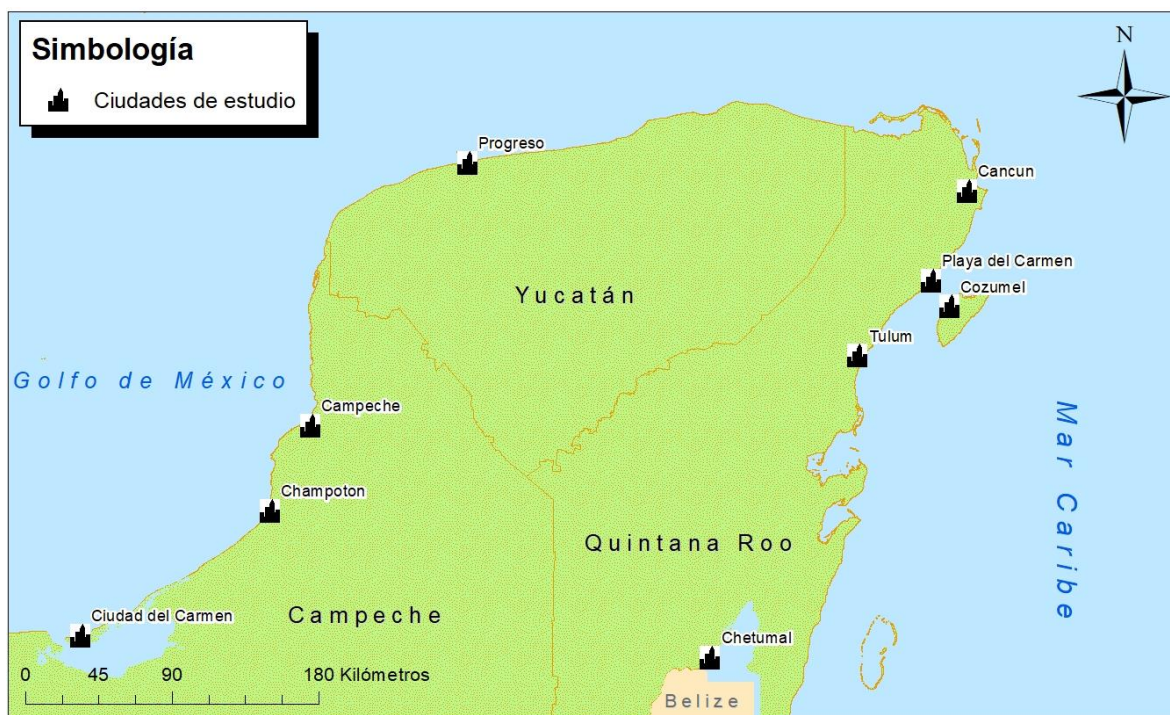 Simbología
Ciudades de estudio
N
Progreso
Cancun
Playa del Carmen
Cozumel
Yucatán
Tulum
Golfo de México
Campeche
Mar Caribe
Champoton
Quintana Roo
Ciudad del Carmen
Campeche
Chetumal
0 45 90 180 Kilómetros
Belize